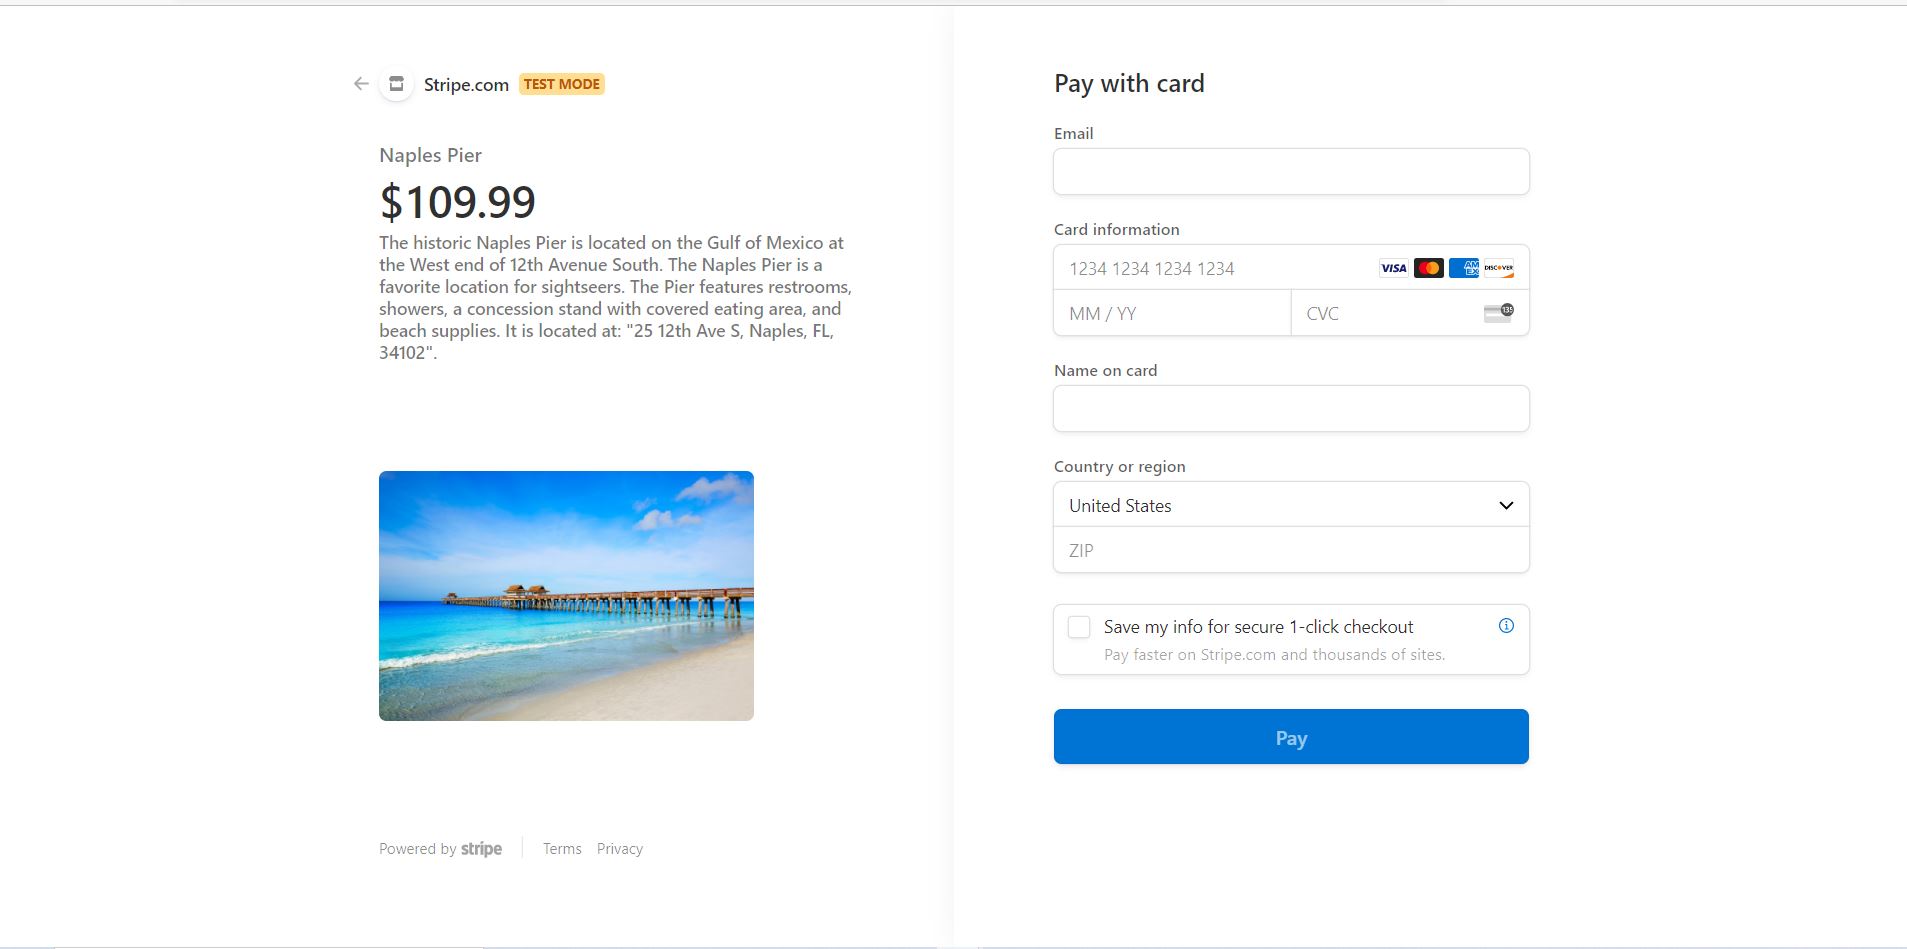 Stripe.com TEST MODE
Naples Pier
$109.99
The historic Naples Pier is located on the Gulf of Mexico at
the West end of 12th Avenue South. The Naples Pier is a
favorite location for sightseers. The Pier features restrooms,
showers, a concession stand with covered eating area, and
beach supplies. It is located at: "25 12th Ave S, Naples, FL,
34102".
Powered by stripe Terms Privacy
Pay with card
Email
Card information
1234 1234 1234 1234 VISA AM EX DISCOVER
MM / YY CVC 135
Name on card
Country or region
United States
ZIP
Save my info for secure 1-click checkout
Pay faster on Stripe.com and thousands of sites.
Pay